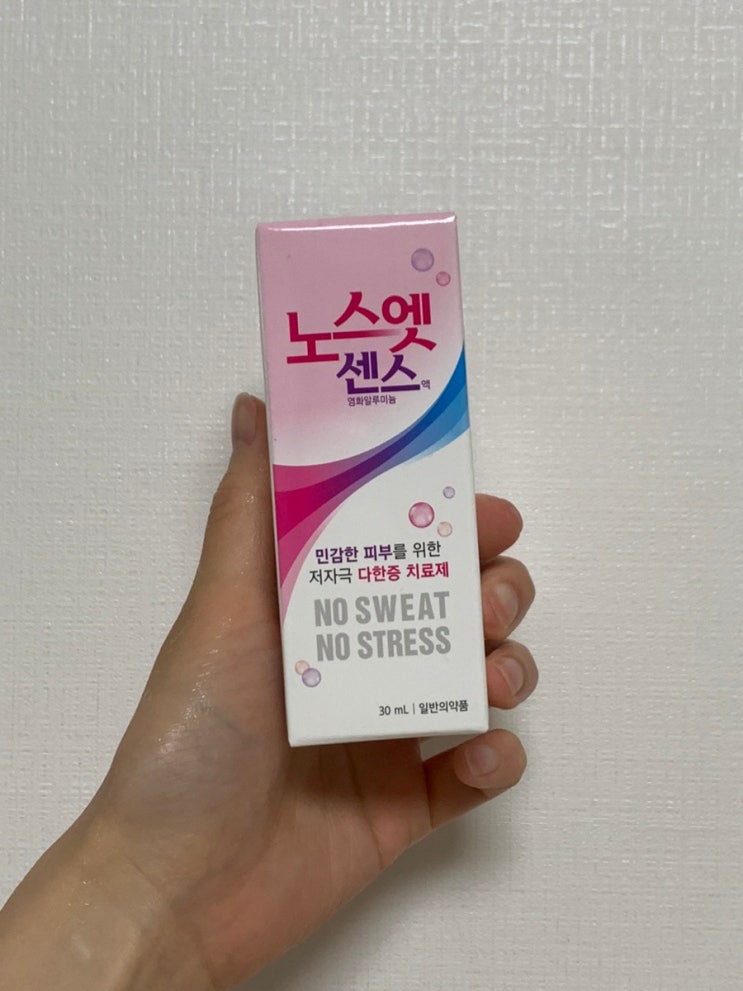 노스엣
센스액
염화알루미늄
민감한 피부를 위한
저자극 다한증 치료제
NO SWEAT
NO STRESS
30 mL | 일반의약품